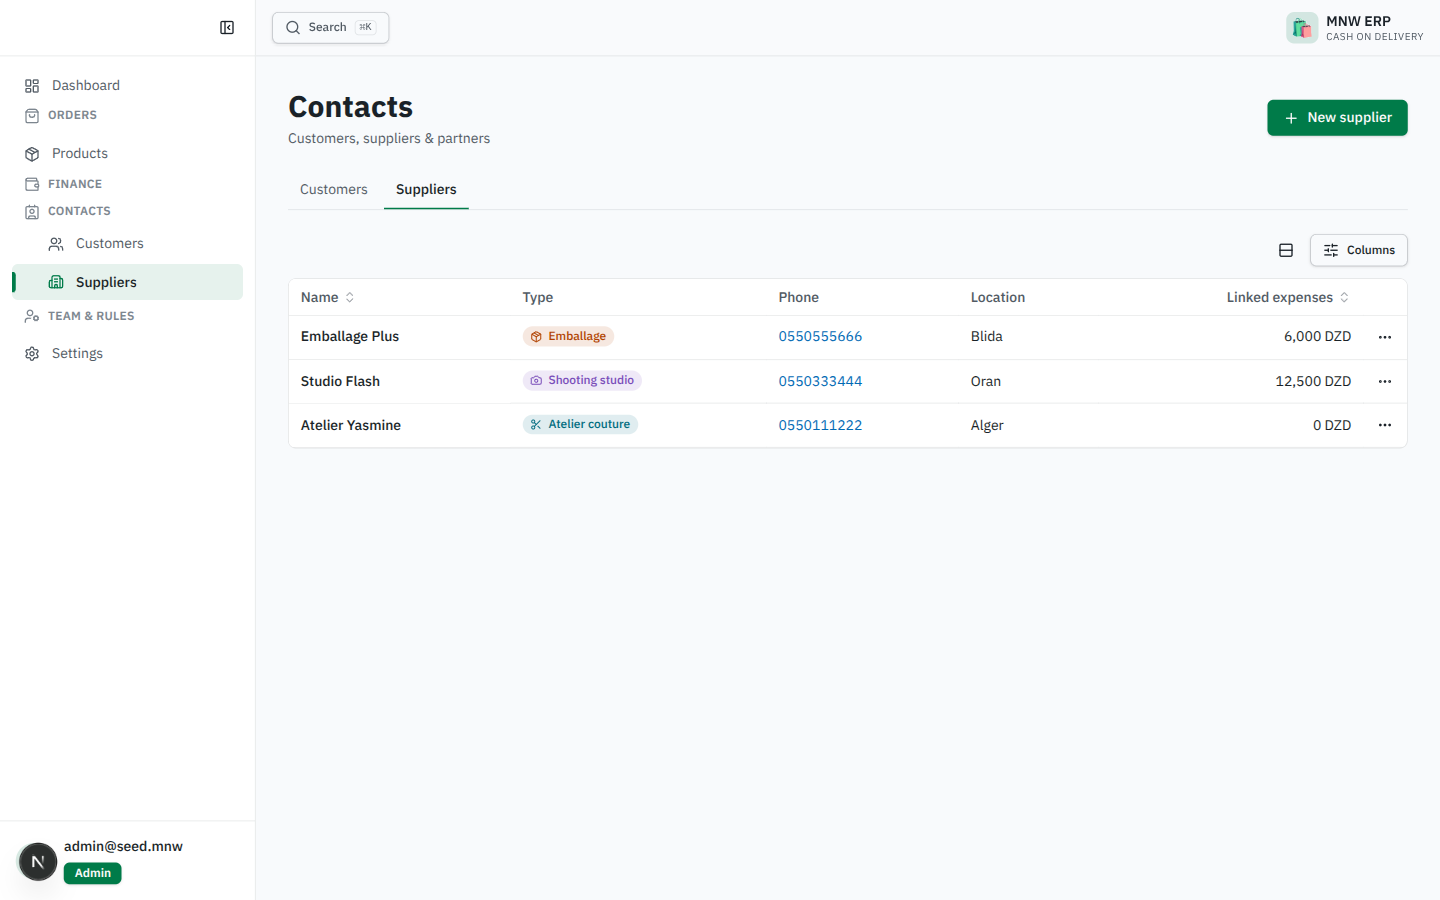 Search ⌘K
MNW ERP
CASH ON DELIVERY
Dashboard
ORDERS
Products
FINANCE
CONTACTS
Customers
Suppliers
TEAM & RULES
Settings
admin@seed.mnw
Admin
Contacts
Customers, suppliers & partners
New supplier
Customers Suppliers
Columns
Name Type Phone Location Linked expenses
Emballage Plus Emballage 0550555666 Blida 6,000 DZD
Studio Flash Shooting studio 0550333444 Oran 12,500 DZD
Atelier Yasmine Atelier couture 0550111222 Alger 0 DZD